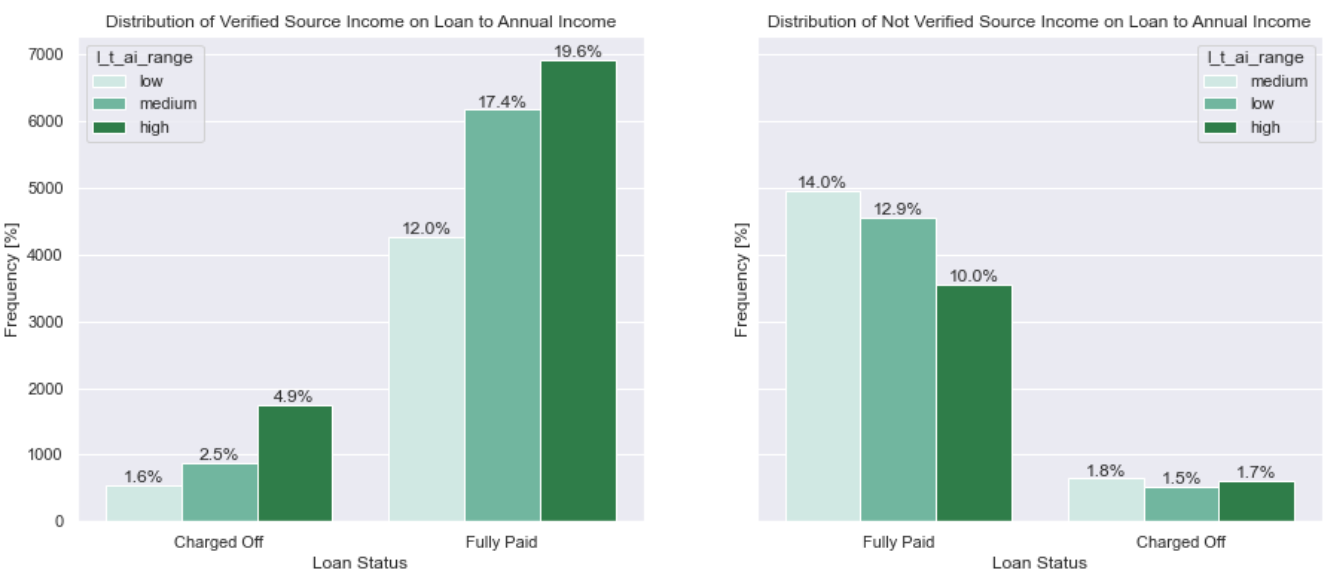 Distribution of Verified Source Income on Loan to Annual Income
7000
6000
5000
4000
3000
2000
1000
0
Frequency [%]
l_t_ai_range
low
medium
high
1.6%
2.5%
4.9%
12.0%
17.4%
19.6%
Charged Off
Fully Paid
Loan Status
Distribution of Not Verified Source Income on Loan to Annual Income
Frequency [%]
l_t_ai_range
medium
low
high
14.0%
12.9%
10.0%
1.8%
1.5%
1.7%
Fully Paid
Charged Off
Loan Status